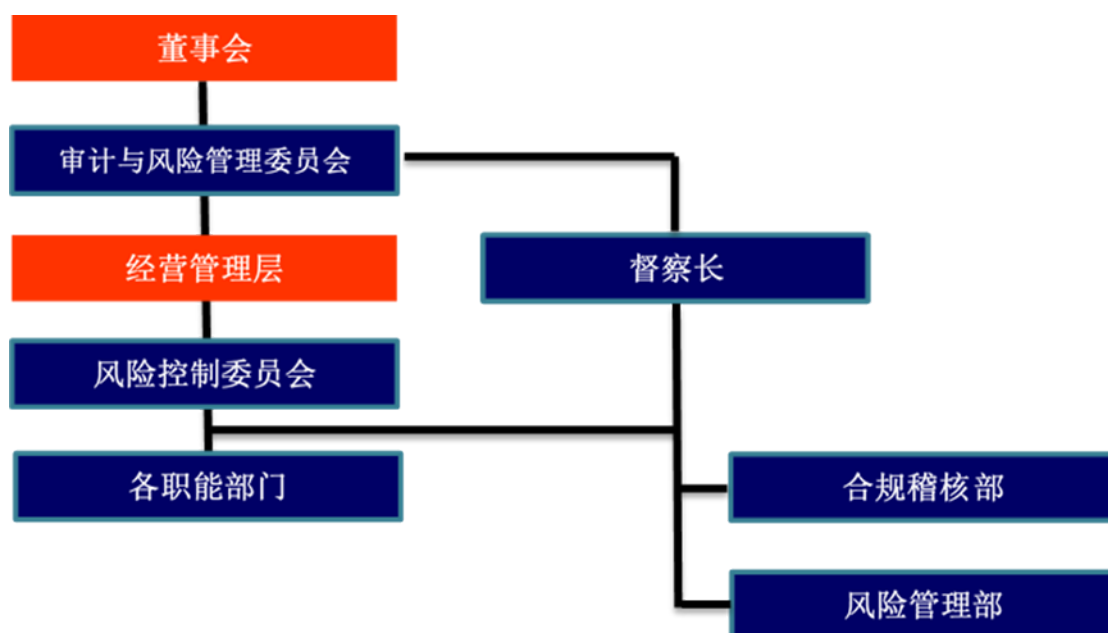 董事会
审计与风险管理委员会
经营管理层
督察长
风险控制委员会
各职能部门
合规稽核部
风险管理部